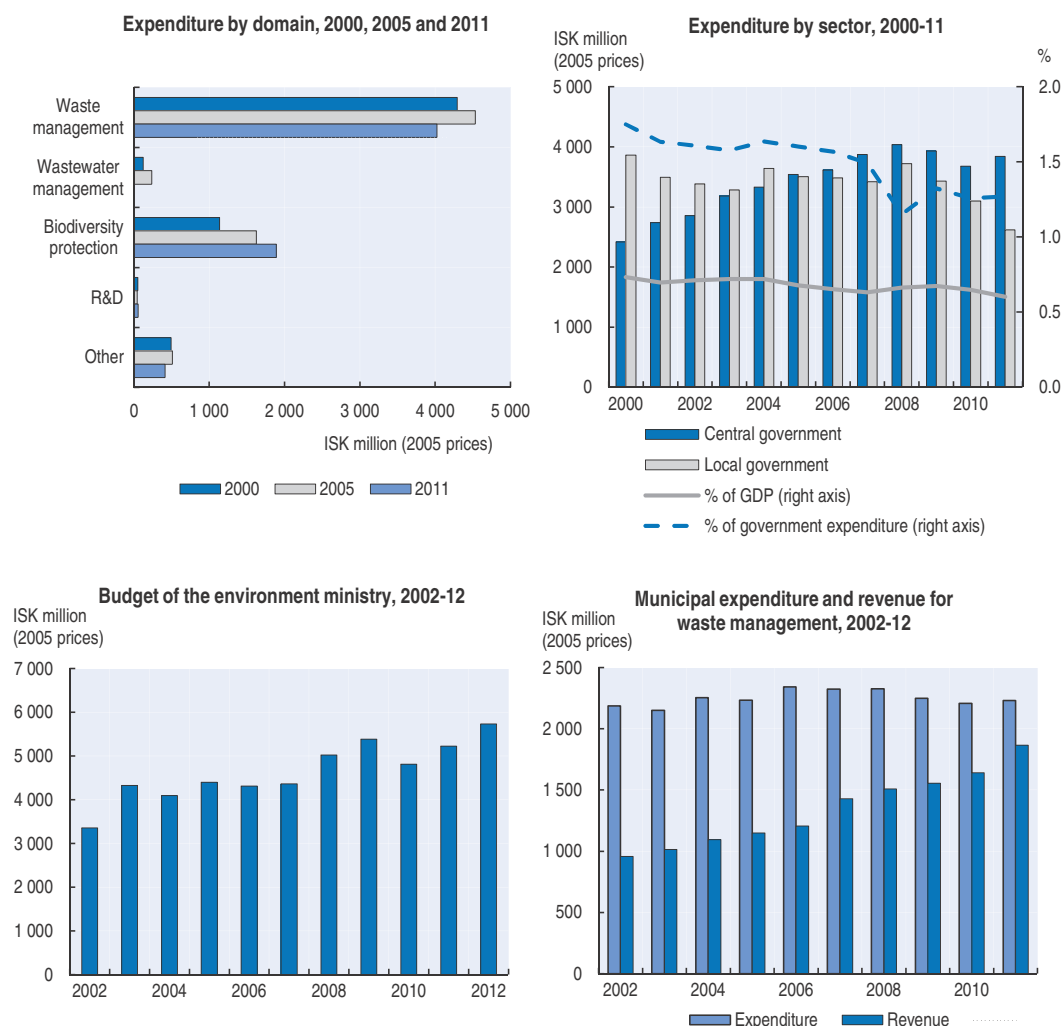 Expenditure by domain, 2000, 2005 and 2011
Waste
management
Wastewater
management
Biodiversity
protection
R&D
Other
0 1 000 2 000 3 000 4 000 5 000
ISK million (2005 prices)
2000 2005 2011
Expenditure by sector, 2000-11
ISK million
(2005 prices)
%
5 000
4 000
3 000
2 000
1 000
0
2.0
1.5
1.0
0.5
0.0
2000 2002 2004 2006 2008 2010
Central government
Local government
% of GDP (right axis)
% of government expenditure (right axis)
Budget of the environment ministry, 2002-12
ISK million
(2005 prices)
7 000
6 000
5 000
4 000
3 000
2 000
1 000
0
2002 2004 2006 2008 2010 2012
Municipal expenditure and revenue for
waste management, 2002-12
ISK million
(2005 prices)
2 500
2 000
1 500
1 000
500
0
2002 2004 2006 2008 2010
Expenditure Revenue